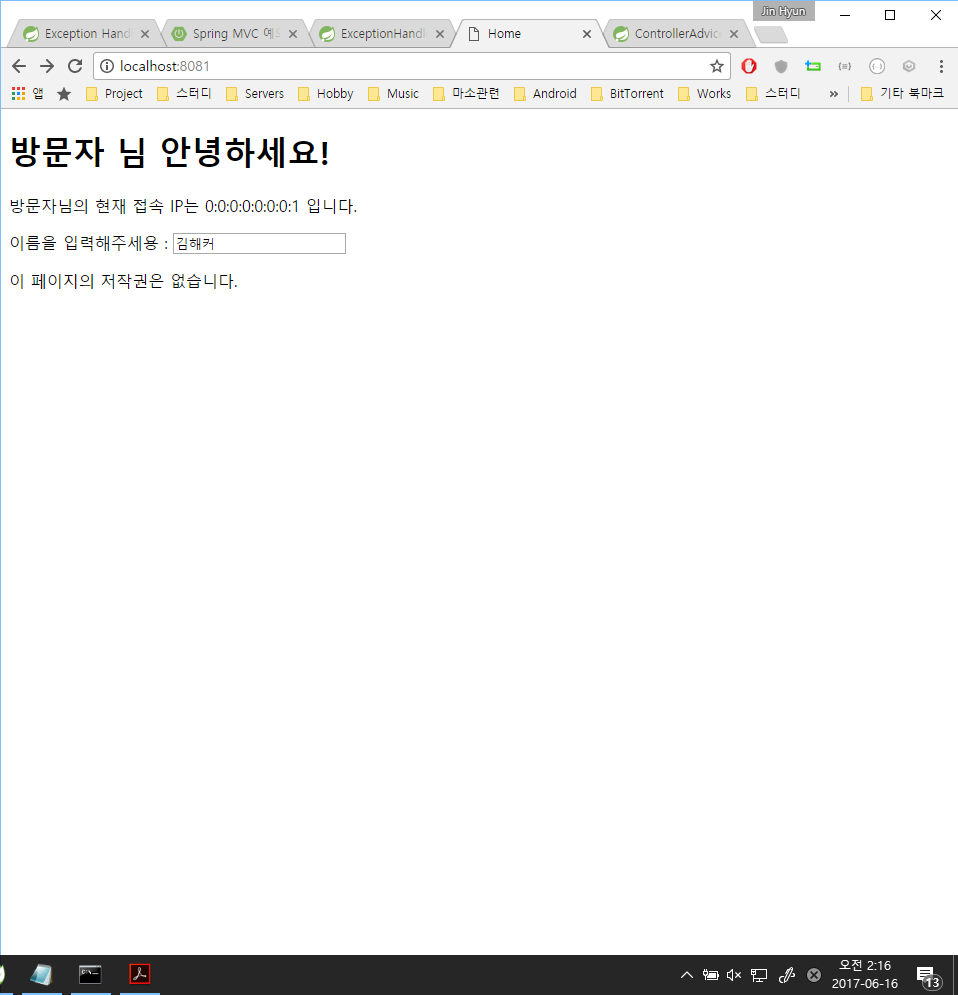 Jin Hyun
Exception Hand
Spring MVC 예외
ExceptionHandl
Home
ControllerAdvic
localhost:8081
앱 Project 스터디 Servers Hobby Music 마소관련 Android BitTorrent Works 스터디 » 기타 북마크
방문자 님 안녕하세요!
방문자님의 현재 접속 IP는 0:0:0:0:0:0:0:1 입니다.
이름을 입력해주세용 : 김해커
이 페이지의 저작권은 없습니다.
오전 2:16
2017-06-16
13